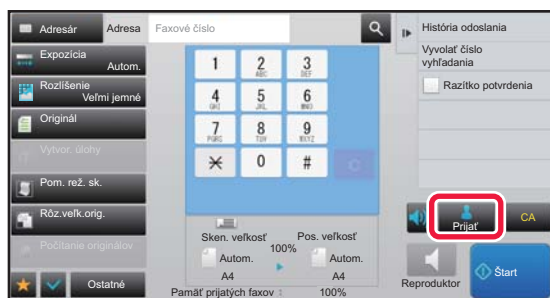 Adresár
Adresa
Faxové číslo
Expozícia
Autom.
Rozlíšenie
Veľmi jemné
Originál
Vytvor. úlohy
Pom. rež. sk.
Rôz.veľk.orig.
Počítanie originálov
Ostatné
1
2
ABC
3
DEF
4
GHI
5
JKL
6
MNO
7
PQRS
8
TUV
9
WXYZ
0
#
C
Sken. veľkosť
100%
Pos. veľkosť
Autom.
A4
Autom.
A4
Pamäť prijatých faxov :
100%
História odoslania
Vyvolať číslo
vyhľadania
Razítko potvrdenia
Prijať
CA
Reproduktor
Štart